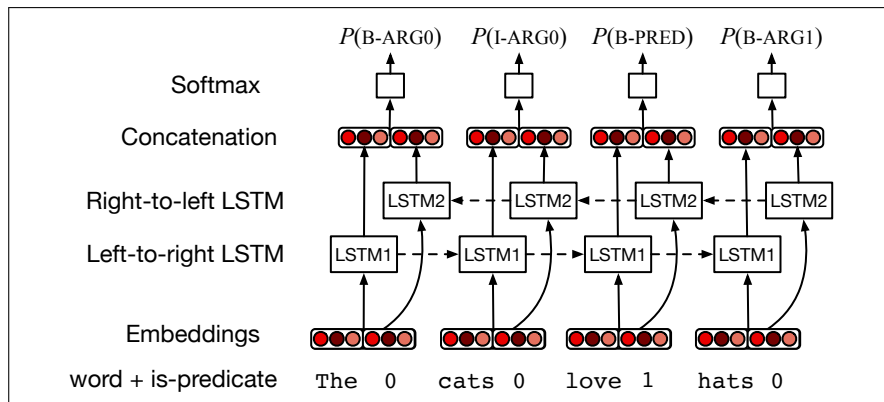 P(B-ARG0) P(I-ARG0) P(B-PRED) P(B-ARG1)
Softmax
Concatenation
Right-to-left LSTM LSTM2 LSTM2 LSTM2 LSTM2
Left-to-right LSTM LSTM1 LSTM1 LSTM1 LSTM1
Embeddings
word + is-predicate The 0 cats 0 love 1 hats 0